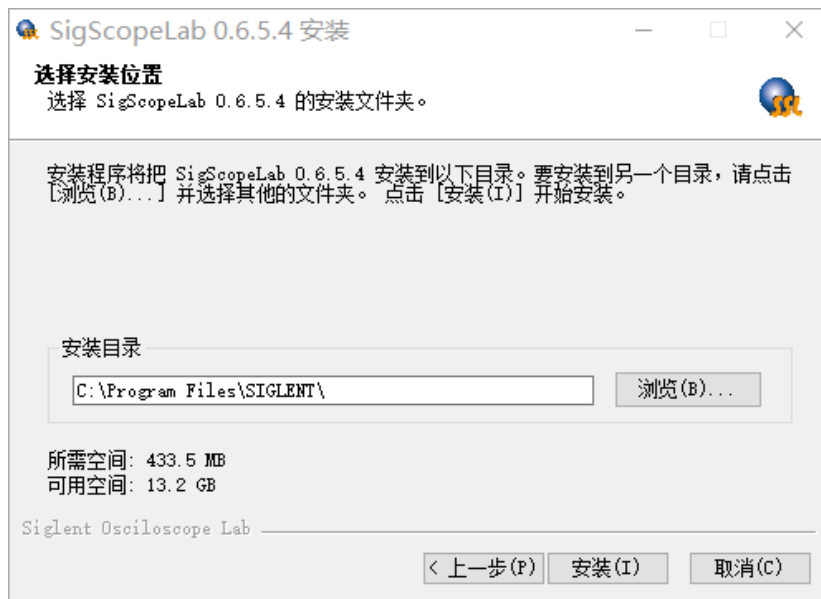 SigScopeLab 0.6.5.4 安装
选择安装位置
选择 SigScopeLab 0.6.5.4 的安装文件夹。
SSL
安装程序将把 SigScopeLab 0.6.5.4 安装到以下目录。要安装到另一个目录，请点击
[浏览(B)...] 并选择其他的文件夹。 点击 [安装(I)] 开始安装。
安装目录
C:\Program Files\SIGLENT\
浏览(B)...
所需空间: 433.5 MB
可用空间: 13.2 GB
Siglent Osciloscope Lab
< 上一步(P) 安装(I) 取消(C)